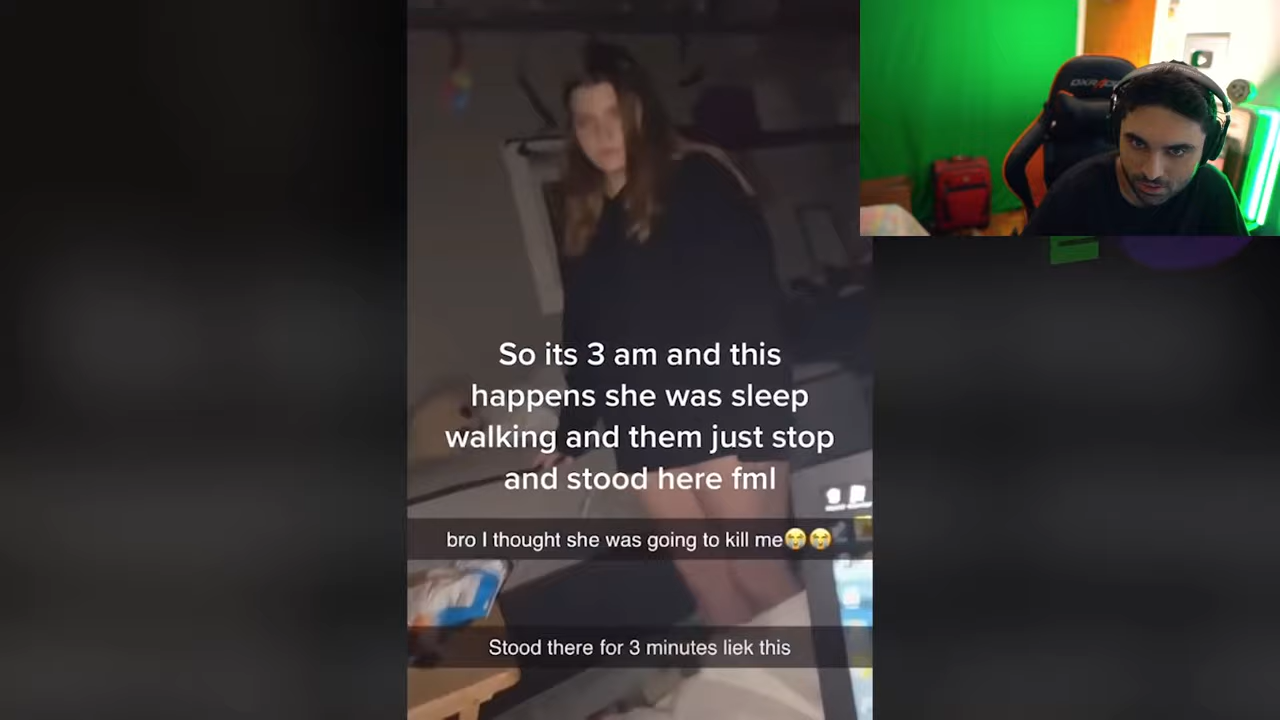 So its 3 am and this
happens she was sleep
walking and them just stop
and stood here fml
bro I thought she was going to kill me😭😭
Stood there for 3 minutes liek this